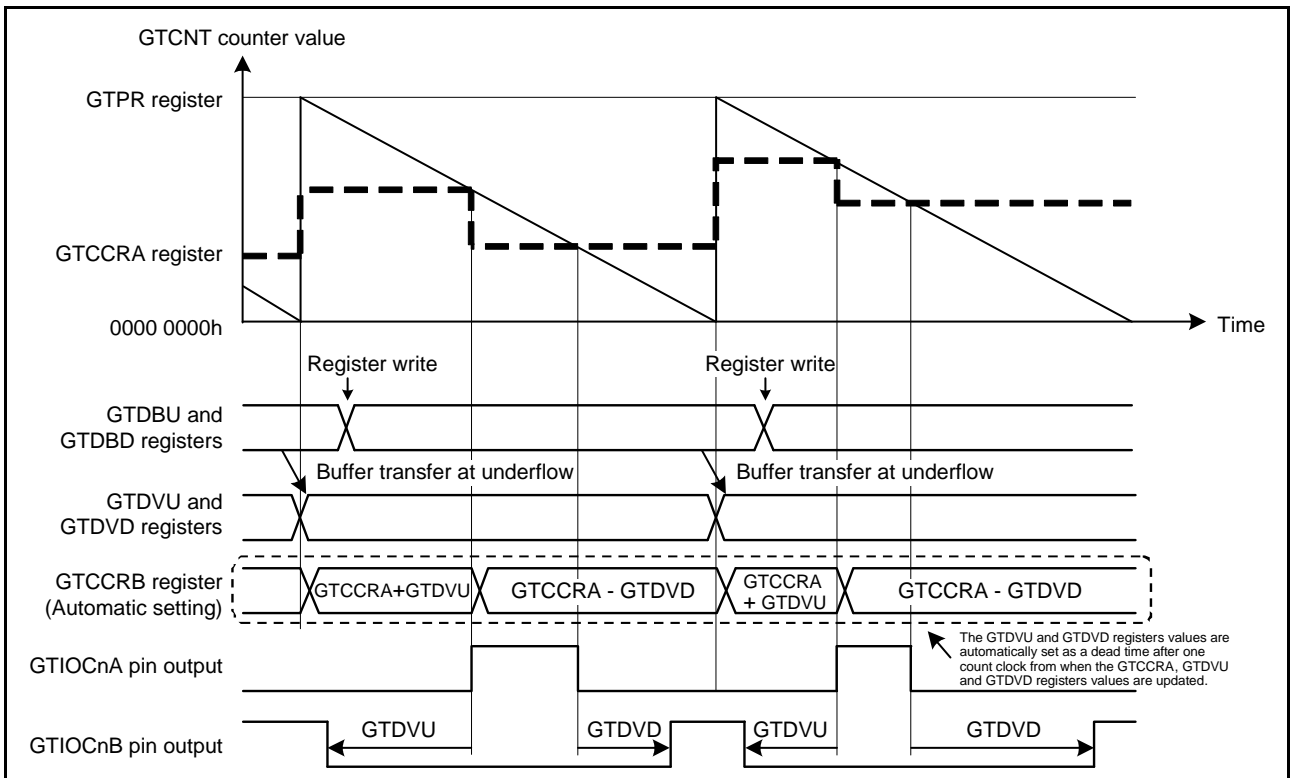 GTCNT counter value
GTPR register
GTCCRA register
0000 0000h
Time
Register write
Register write
GTDBU and
GTDBD registers
Buffer transfer at underflow
Buffer transfer at underflow
GTDVU and
GTDVD registers
GTCCRB register
(Automatic setting)
GTCCRA+GTDVU
GTCCRA - GTDVD
GTCCRA
+ GTDVU
GTCCRA - GTDVD
The GTDVU and GTDVD registers values are
automatically set as a dead time after one
count clock from when the GTCCRA, GTDVU
and GTDVD registers values are updated.
GTIOCnA pin output
GTIOCnB pin output
GTDVU
GTDVD
GTDVU
GTDVD